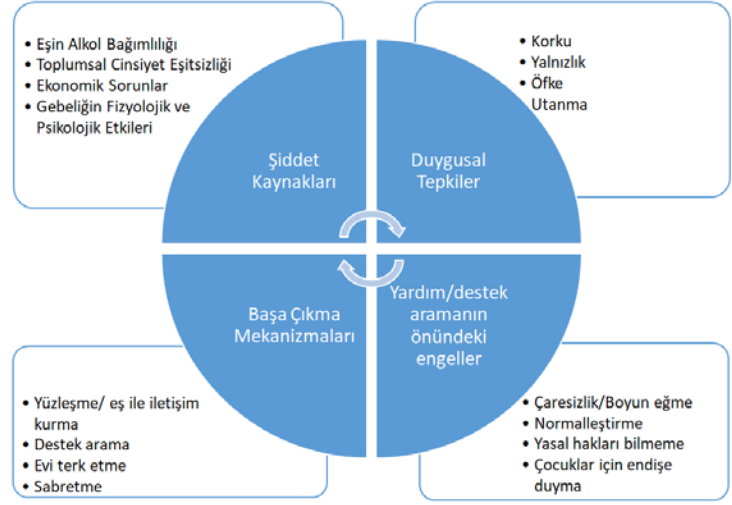 • Eşin Alkol Bağımlılığı
• Toplumsal Cinsiyet Eşitsizliği
• Ekonomik Sorunlar
• Gebeliğin Fizyolojik ve
Psikolojik Etkileri
• Korku
• Yalnızlık
• Öfke
Utanma
Şiddet
Kaynakları
Duygusal
Tepkiler
Başa Çıkma
Mekanizmaları
Yardım/destek
aramanın
önündeki
engeller
• Yüzleşme/ eş ile iletişim
kurma
• Destek arama
• Evi terk etme
• Sabretme
• Çaresizlik/Boyun eğme
• Normalleştirme
• Yasal hakları bilmeme
• Çocuklar için endişe
duyma